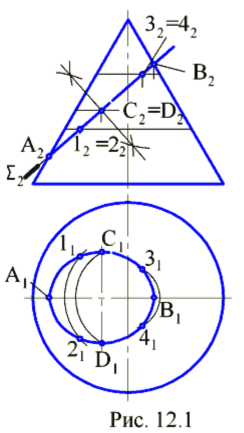 3₂=4₂
B₂
C₂=D₂
A₂
1₂=2₂
Σ₂
C₁
1₁
3₁
A₁
B₁
2₁
4₁
D₁
Рис. 12.1